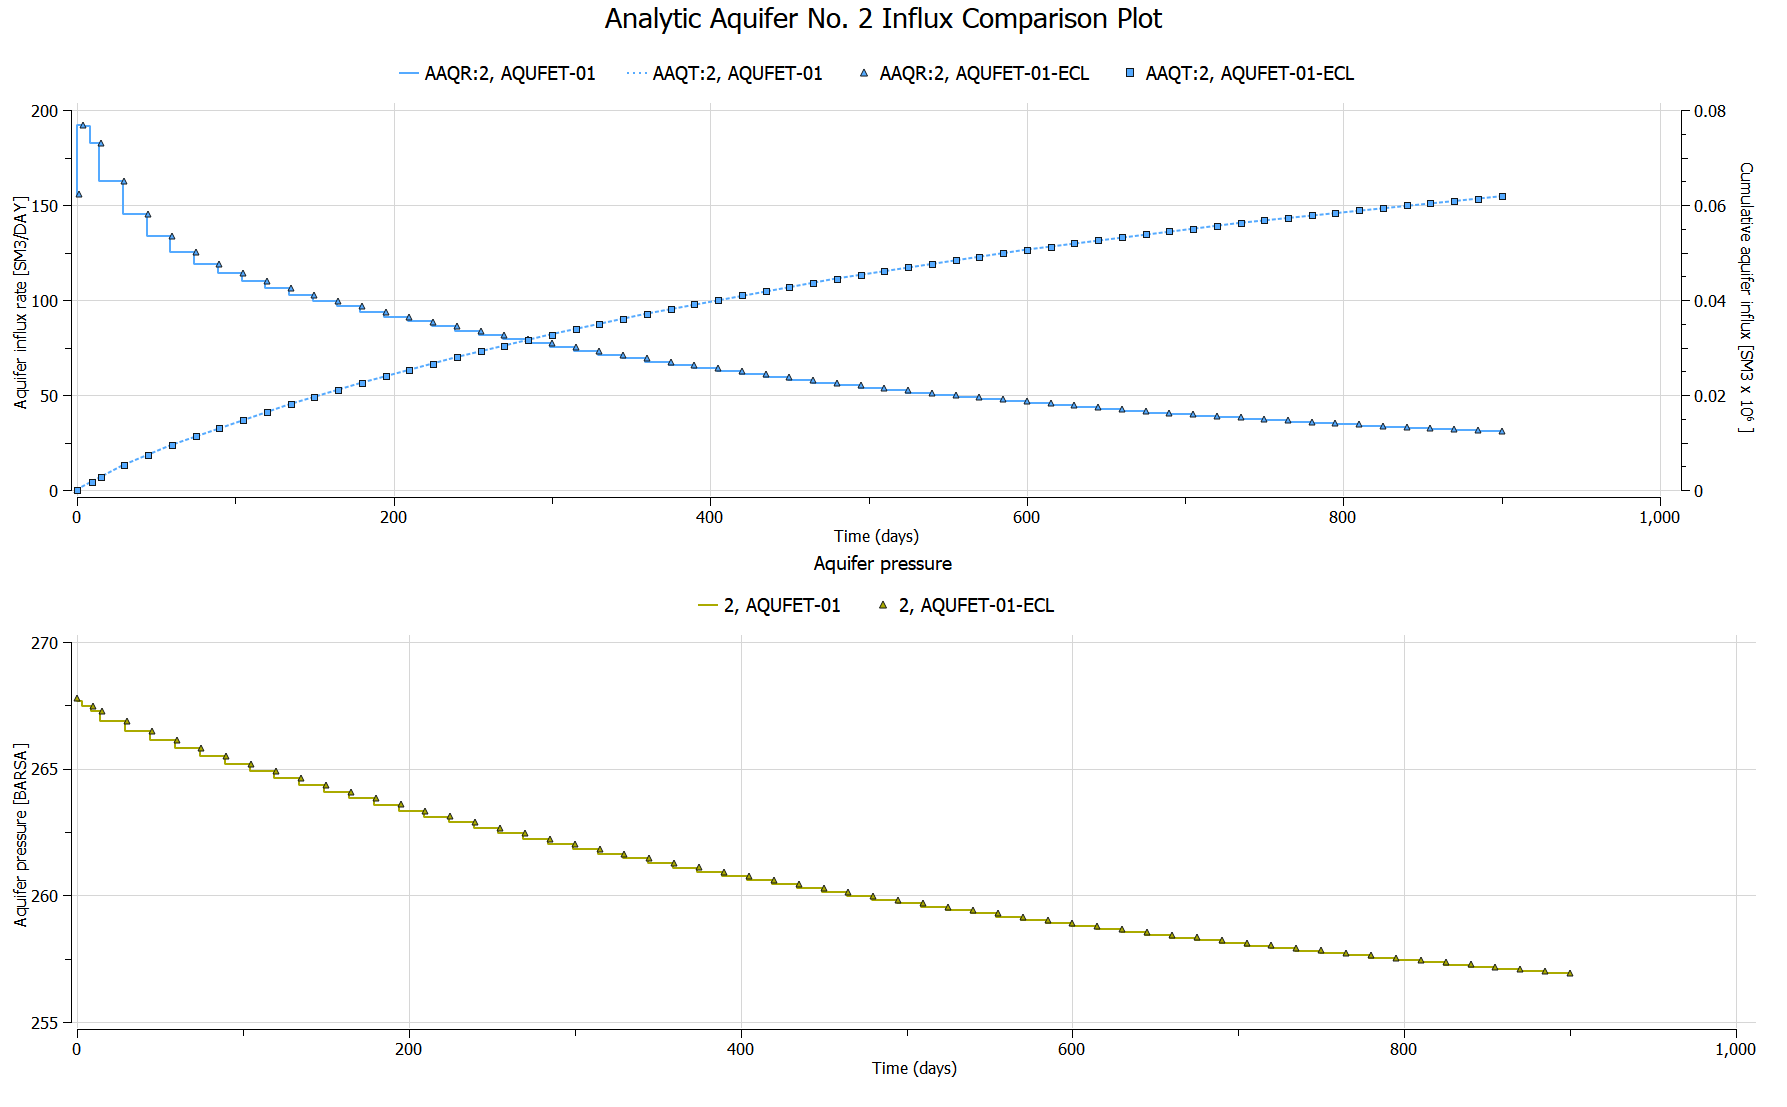 Analytic Aquifer No. 2 Influx Comparison Plot
AAQR:2, AQUFET-01 AAQT:2, AQUFET-01 AAQR:2, AQUFET-01-ECL AAQT:2, AQUFET-01-ECL
Aquifer influx rate [SM3/DAY]
200
150
100
50
0
0.08
0.06
0.04
0.02
0
Cumulative aquifer influx [SM3 x 10⁶ ]
0 200 400 600 800 1,000
Time (days)
Aquifer pressure
2, AQUFET-01 2, AQUFET-01-ECL
Aquifer pressure [BARSA]
270
265
260
255
0 200 400 600 800 1,000
Time (days)